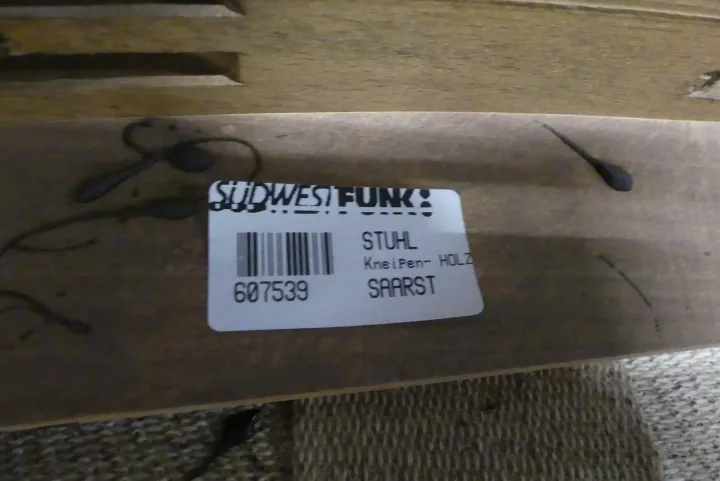 SÜDWESTFUNK:
STUHL
Kneipen- HOLZ
607539 SAARST